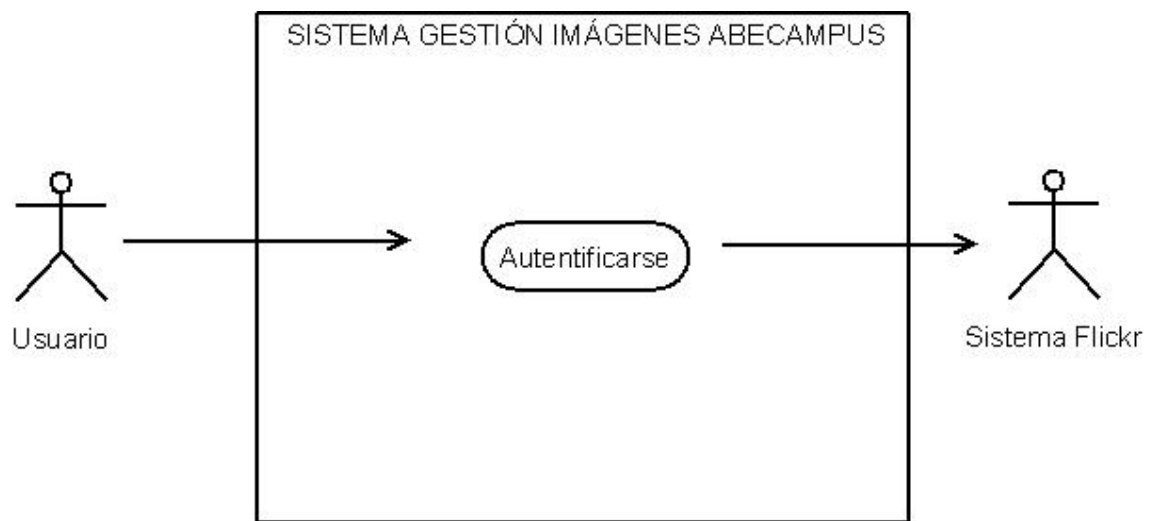 SISTEMA GESTIÓN IMÁGENES ABECAMPUS
Autentificarse
Usuario
Sistema Flickr